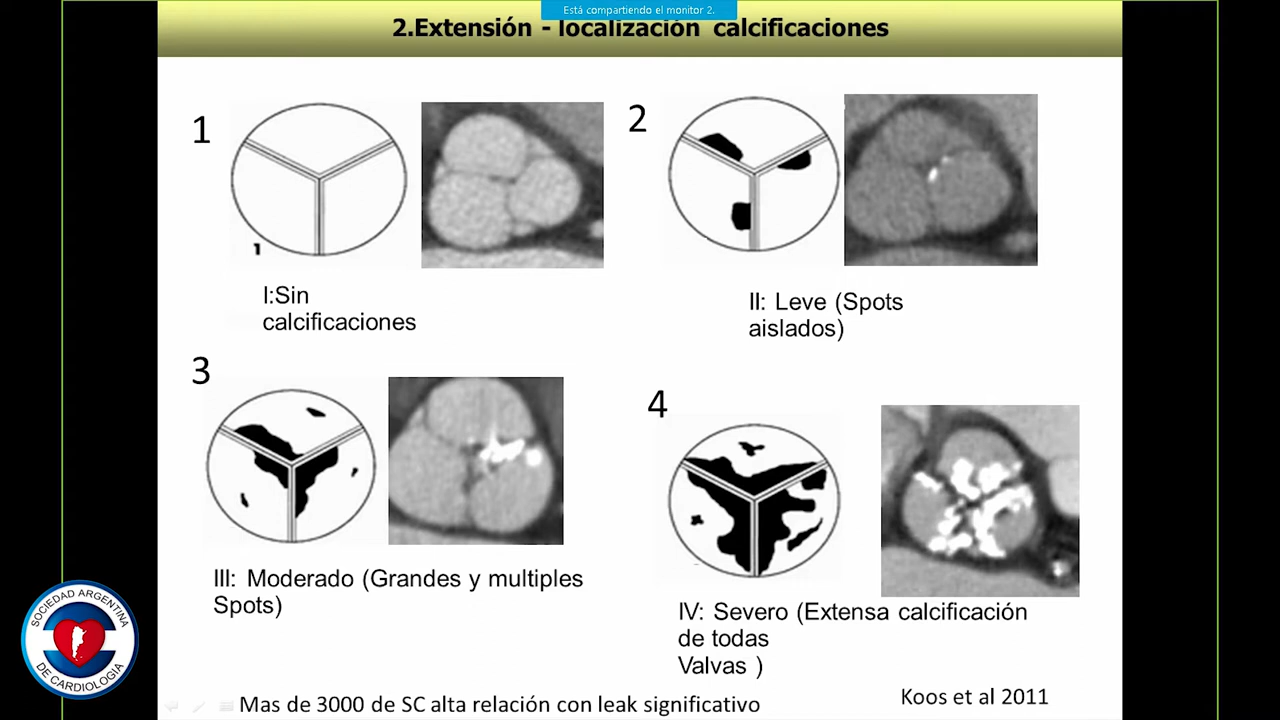 Está compartiendo el monitor 2.
2.Extensión - localización calcificaciones
1
2
1
I:Sin
calcificaciones
II: Leve (Spots
aislados)
3
4
III: Moderado (Grandes y multiples
Spots)
IV: Severo (Extensa calcificación
de todas
Valvas )
SOCIEDAD ARGENTINA
DE CARDIOLOGIA
Mas de 3000 de SC alta relación con leak significativo
Koos et al 2011